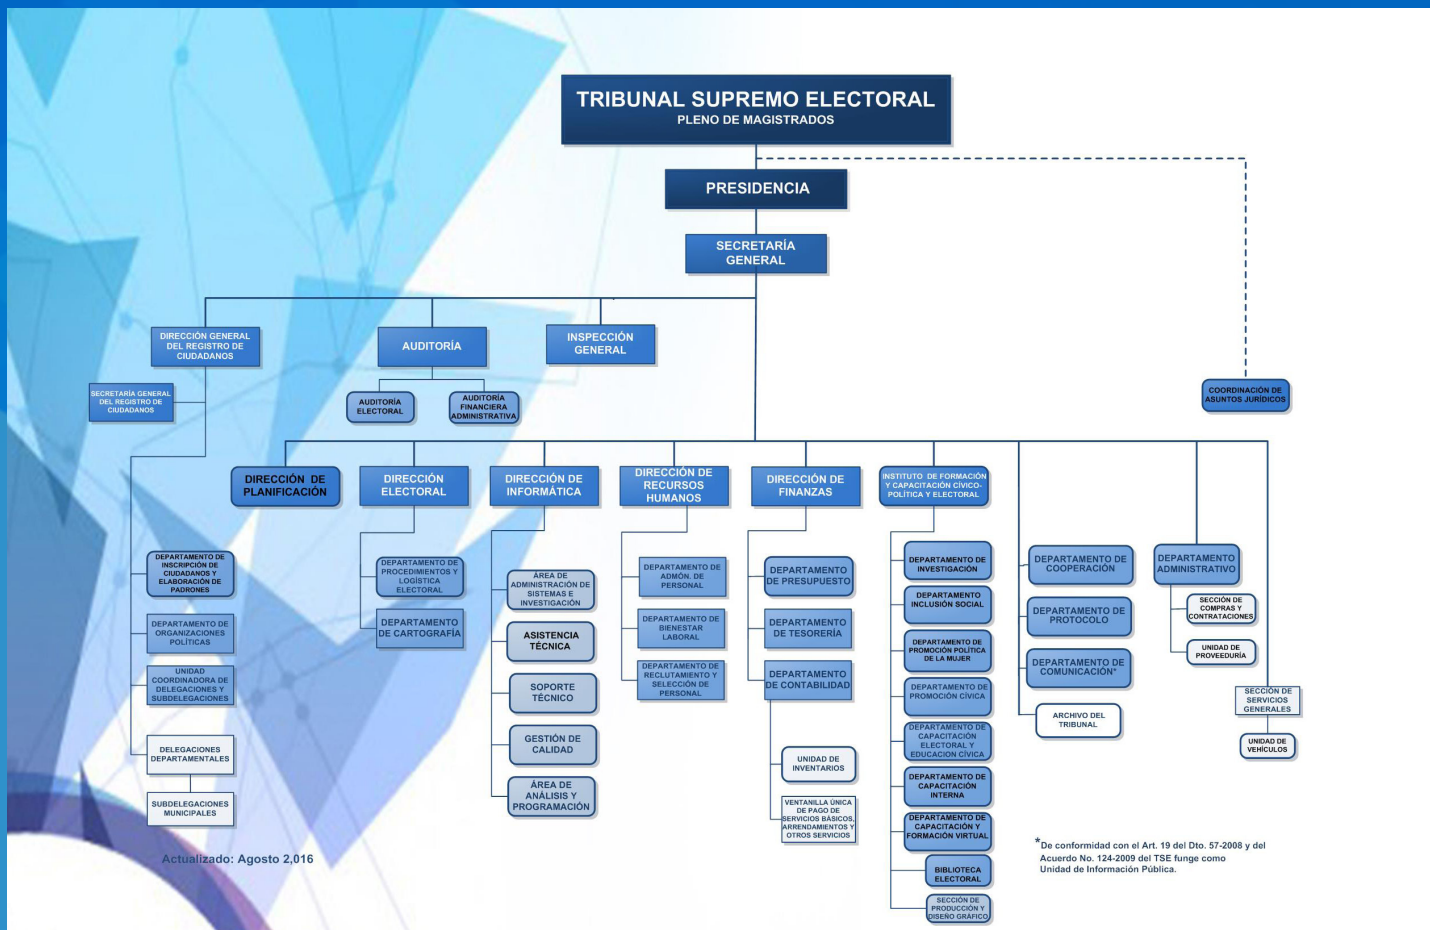 TRIBUNAL SUPREMO ELECTORAL
PLENO DE MAGISTRADOS
PRESIDENCIA
SECRETARÍA
GENERAL
DIRECCIÓN GENERAL
DEL REGISTRO DE
CIUDADANOS
AUDITORÍA
INSPECCIÓN
GENERAL
SECRETARÍA GENERAL
DEL REGISTRO DE
CIUDADANOS
AUDITORÍA
ELECTORAL
AUDITORÍA
FINANCIERA
ADMINISTRATIVA
COORDINACIÓN DE
ASUNTOS JURÍDICOS
DIRECCIÓN DE
PLANIFICACIÓN
DIRECCIÓN
ELECTORAL
DIRECCIÓN DE
INFORMÁTICA
DIRECCIÓN DE
RECURSOS
HUMANOS
DIRECCIÓN DE
FINANZAS
INSTITUTO DE FORMACIÓN
Y CAPACITACIÓN CÍVICO-
POLÍTICA Y ELECTORAL
DEPARTAMENTO DE
INSCRIPCIÓN DE
CIUDADANOS Y
ELABORACIÓN DE
PADRONES
DEPARTAMENTO DE
ORGANIZACIONES
POLÍTICAS
UNIDAD
COORDINADORA DE
DELEGACIONES Y
SUBDELEGACIONES
DELEGACIONES
DEPARTAMENTALES
SUBDELEGACIONES
MUNICIPALES
DEPARTAMENTO DE
PROCEDIMIENTOS Y
LOGÍSTICA
ELECTORAL
DEPARTAMENTO
DE CARTOGRAFÍA
ÁREA DE
ADMINISTRACIÓN DE
SISTEMAS E
INVESTIGACIÓN
ASISTENCIA
TÉCNICA
SOPORTE
TÉCNICO
GESTIÓN DE
CALIDAD
ÁREA DE
ANÁLISIS Y
PROGRAMACIÓN
DEPARTAMENTO DE
ADMÓN. DE
PERSONAL
DEPARTAMENTO DE
BIENESTAR
LABORAL
DEPARTAMENTO DE
RECLUTAMIENTO Y
SELECCIÓN DE
PERSONAL
DEPARTAMENTO
DE PRESUPUESTO
DEPARTAMENTO
DE TESORERÍA
DEPARTAMENTO
DE CONTABILIDAD
UNIDAD DE
INVENTARIOS
VENTANILLA ÚNICA
DE PAGO DE
SERVICIOS BÁSICOS,
ARRENDAMIENTOS Y
OTROS SERVICIOS
DEPARTAMENTO DE
INVESTIGACIÓN
DEPARTAMENTO
INCLUSIÓN SOCIAL
DEPARTAMENTO DE
PROMOCIÓN POLÍTICA
DE LA MUJER
DEPARTAMENTO DE
PROMOCIÓN CÍVICA
DEPARTAMENTO DE
CAPACITACIÓN
ELECTORAL Y
EDUCACION CÍVICA
DEPARTAMENTO DE
CAPACITACIÓN
INTERNA
DEPARTAMENTO DE
CAPACITACIÓN Y
FORMACIÓN VIRTUAL
BIBLIOTECA
ELECTORAL
SECCIÓN DE
PRODUCCIÓN Y
DISEÑO GRÁFICO
DEPARTAMENTO DE
COOPERACIÓN
DEPARTAMENTO DE
PROTOCOLO
DEPARTAMENTO DE
COMUNICACIÓN*
ARCHIVO DEL
TRIBUNAL
DEPARTAMENTO
ADMINISTRATIVO
SECCIÓN DE
COMPRAS Y
CONTRATACIONES
UNIDAD DE
PROVEEDURÍA
SECCIÓN DE
SERVICIOS
GENERALES
UNIDAD DE
VEHÍCULOS
Actualizado: Agosto 2,016
*De conformidad con el Art. 19 del Dto. 57-2008 y del
Acuerdo No. 124-2009 del TSE funge como
Unidad de Información Pública.